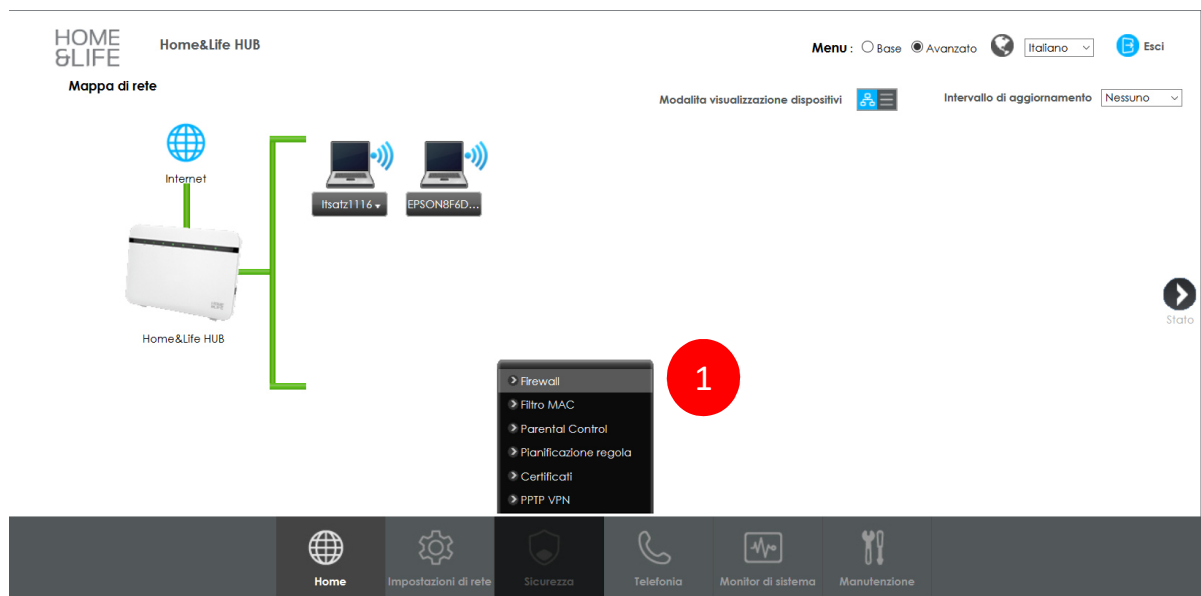 HOME
&LIFE
Home&Life HUB
Menu : Base Avanzato Italiano Esci
Mappa di rete
Modalita visualizzazione dispositivi Intervallo di aggiornamento Nessuno
Internet
Itsatz1116 EPSON8F6D...
Home&Life HUB
Stato
Firewall
1
Filtro MAC
Parental Control
Pianificazione regola
Certificati
PPTP VPN
Home Impostazioni di rete Sicurezza Telefonia Monitor di sistema Manutenzione